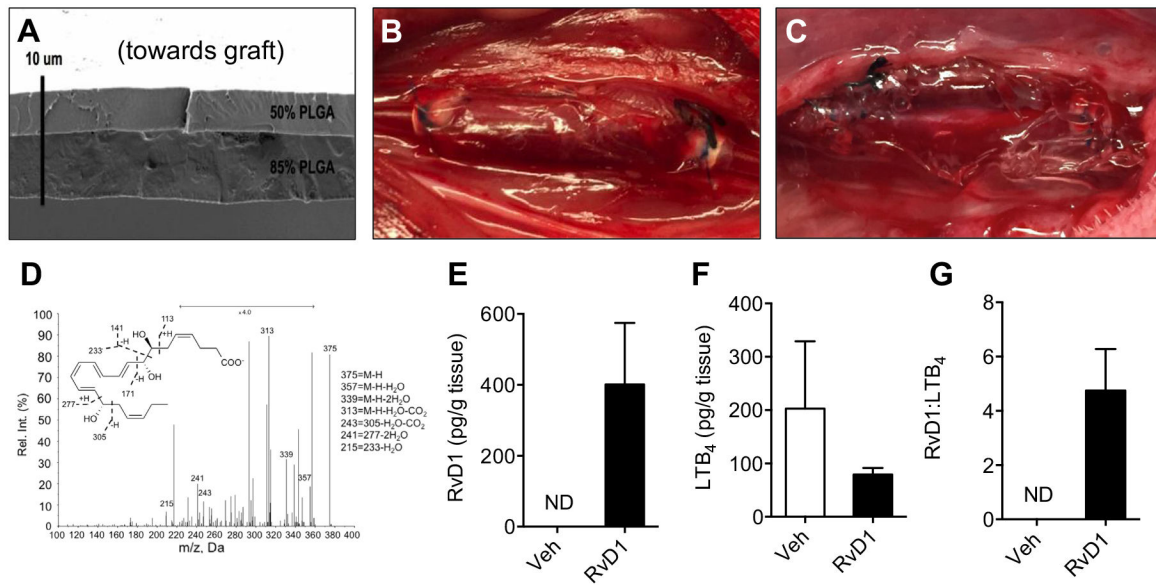 A
10 um
(towards graft)
50% PLGA
85% PLGA
B
C
D
Rel. Int. (%)
100
90
80
70
60
50
40
30
20
10
0
x 4.0
141
-H
113
+H
HO
233
COO⁻
OH
-H
171
277
+H
HO
-H
305
313
375
339
357
241
243
215
375=M-H
357=M-H-H₂O
339=M-H-2H₂O
313=M-H-H₂O-CO₂
243=305-H₂O-CO₂
241=277-2H₂O
215=233-H₂O
100 120 140 160 180 200 220 240 260 280 300 320 340 360 380 400
m/z, Da
E
RvD1 (pg/g tissue)
600
400
200
0
ND
Veh
RvD1
F
LTB₄ (pg/g tissue)
400
300
200
100
0
Veh
RvD1
G
RvD1:LTB₄
8
6
4
2
0
ND
Veh
RvD1